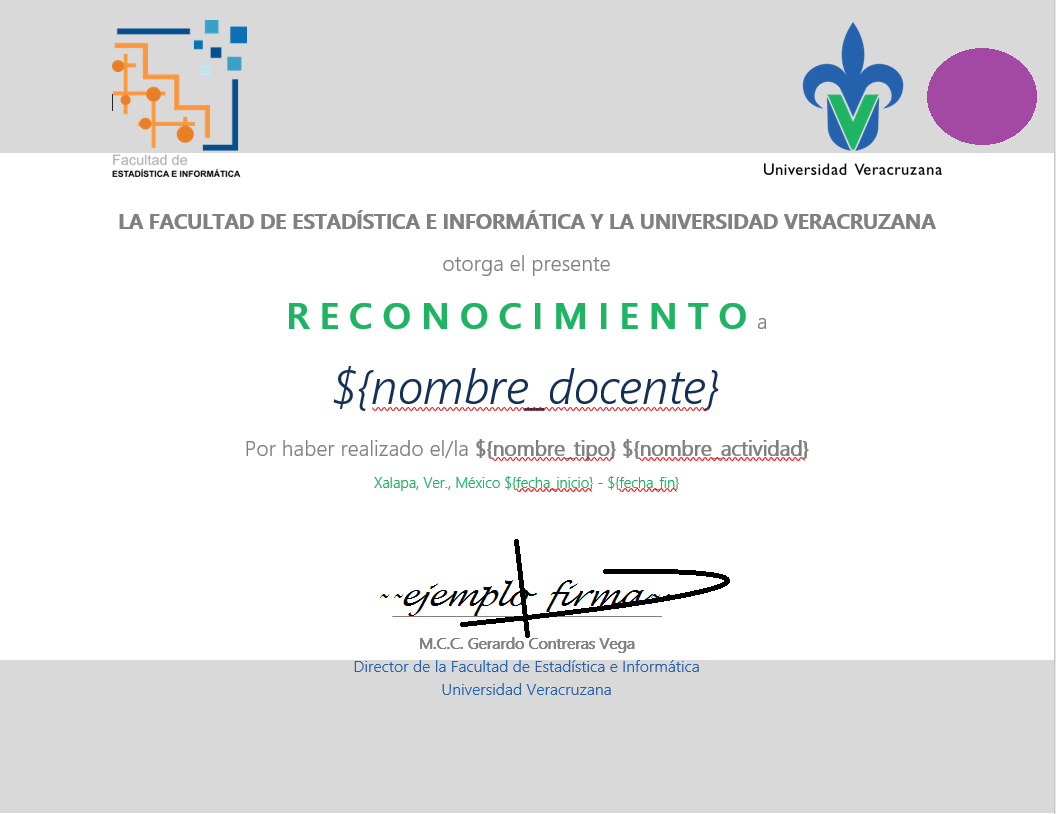 Facultad de
ESTADÍSTICA E INFORMÁTICA
Universidad Veracruzana
LA FACULTAD DE ESTADÍSTICA E INFORMÁTICA Y LA UNIVERSIDAD VERACRUZANA
otorga el presente
RECONOCIMIENTO a
${nombre_docente}
Por haber realizado el/la ${nombre_tipo} ${nombre_actividad}
Xalapa, Ver., México ${fecha_inicio} - ${fecha_fin}
~~ejemplo firma~~
M.C.C. Gerardo Contreras Vega
Director de la Facultad de Estadística e Informática
Universidad Veracruzana